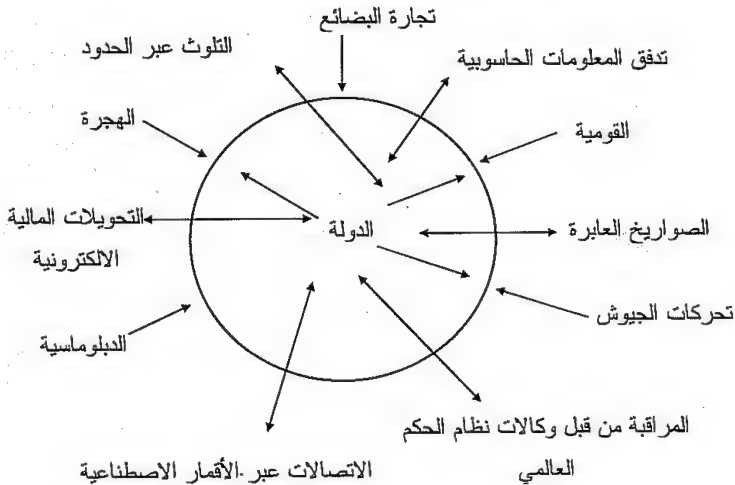 تجارة البضائع
التلوث عبر الحدود
تدفق المعلومات الحاسوبية
الهجرة
القومية
التحويلات المالية
الالكترونية
الدولة
الصواريخ العابرة
الدبلوماسية
تحركات الجيوش
المراقبة من قبل وكالات نظام الحكم
العالمي
الاتصالات عبر الأقمار الاصطناعية